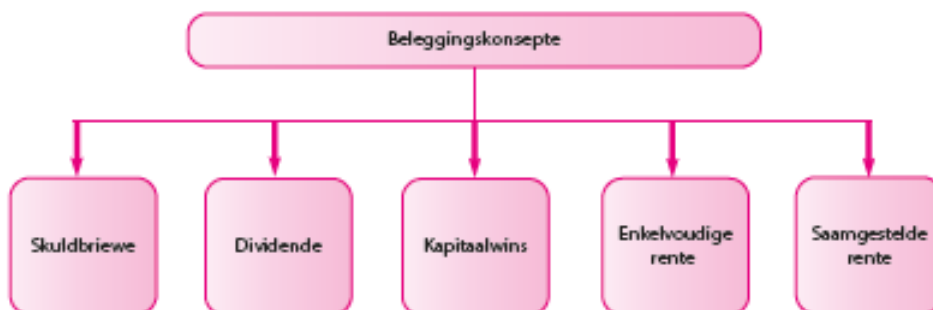 Beleggingskonsepte
Skuldbriewe
Dividende
Kapitaalwins
Enkelvoudige
rente
Saamgestelde
rente